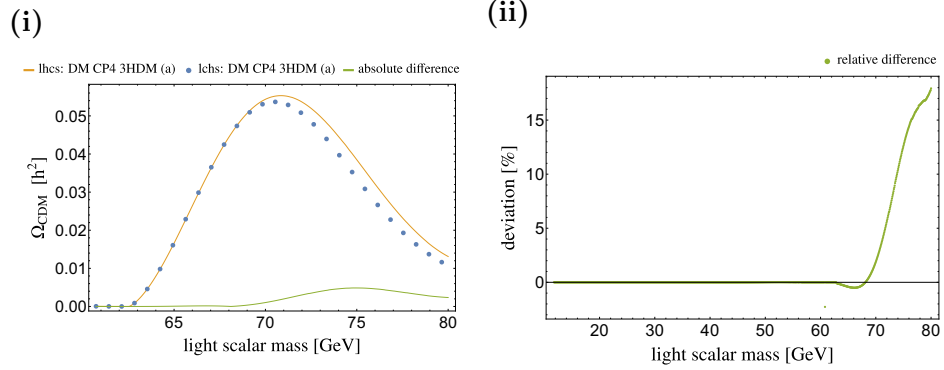 (i)
lhcs: DM CP4 3HDM (a) lchs: DM CP4 3HDM (a) absolute difference
0.05
0.04
0.03
0.02
0.01
0.00
Ω_CDM [h²]
65 70 75 80
light scalar mass [GeV]
(ii)
relative difference
15
10
5
0
deviation [%]
20 30 40 50 60 70 80
light scalar mass [GeV]